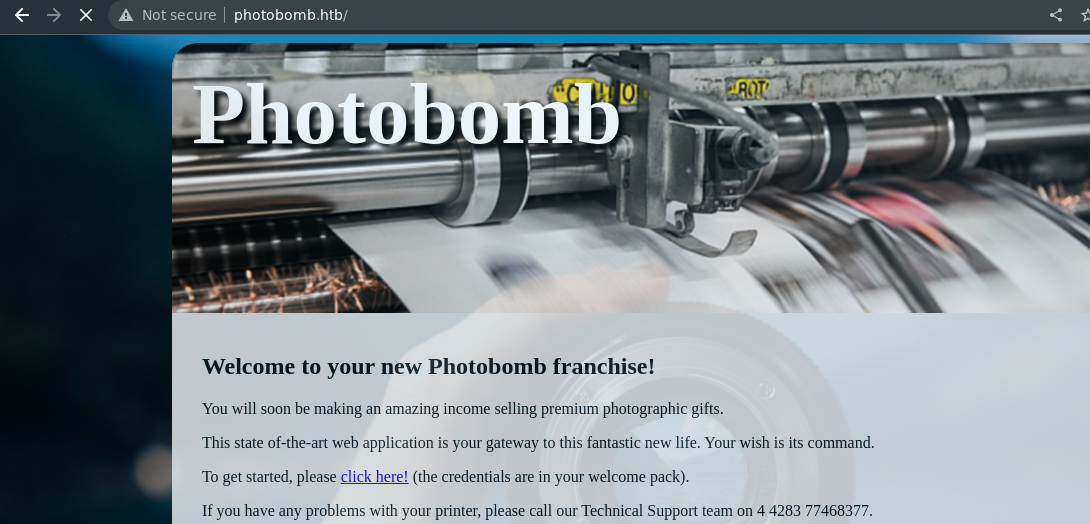 Not secure photobomb.htb/
Photobomb
"C
ROT
Welcome to your new Photobomb franchise!
You will soon be making an amazing income selling premium photographic gifts.
This state of-the-art web application is your gateway to this fantastic new life. Your wish is its command.
To get started, please click here! (the credentials are in your welcome pack).
If you have any problems with your printer, please call our Technical Support team on 4 4283 77468377.